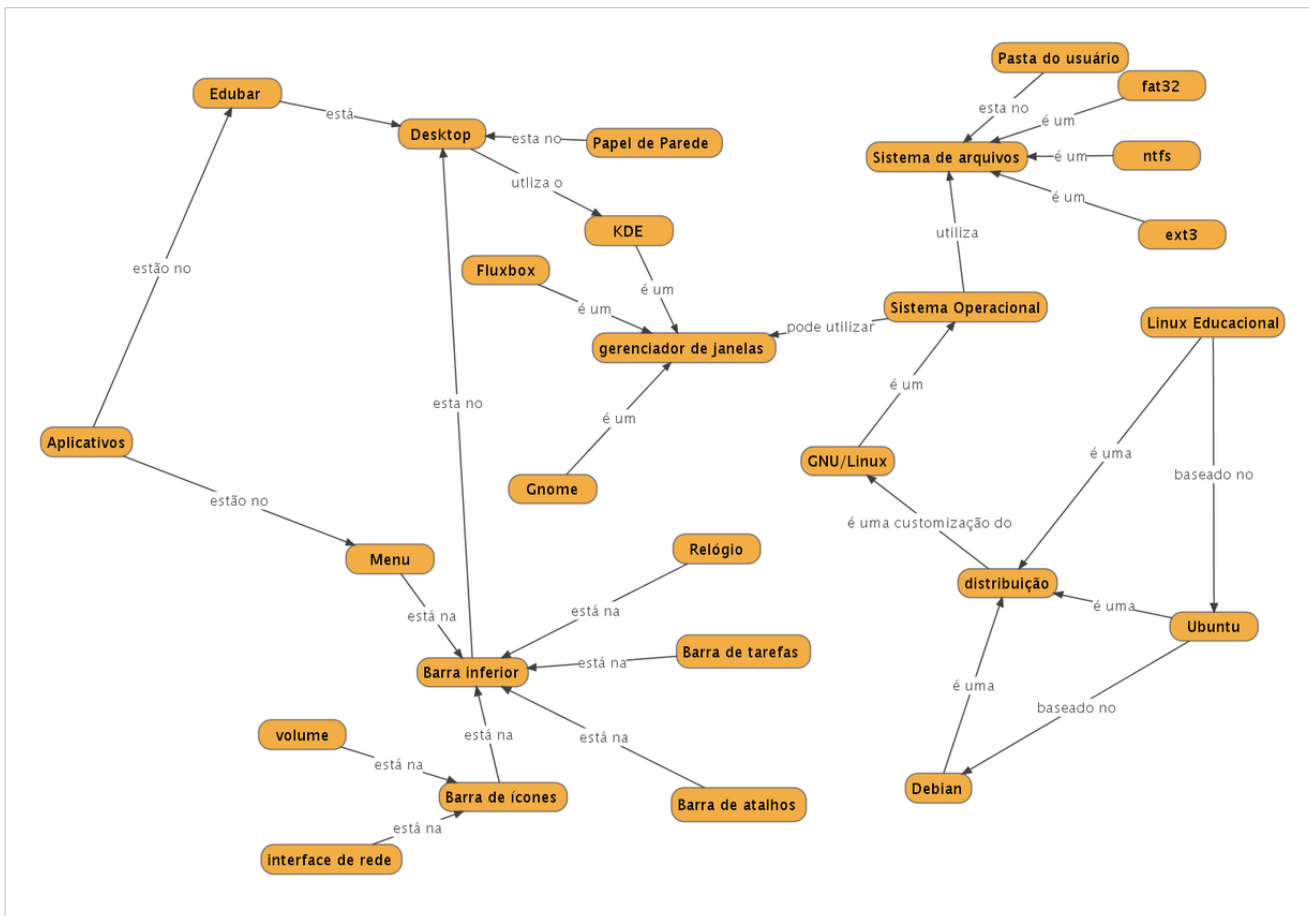 Pasta do usuário
Edubar
fat32
esta no
está
é um
Desktop
esta no
Papel de Parede
Sistema de arquivos
é um
ntfs
utliza o
é um
KDE
utiliza
ext3
Fluxbox
estão no
é um
é um
Sistema Operacional
pode utilizar
Linux Educacional
gerenciador de janelas
é um
esta no
é um
Aplicativos
é uma
GNU/Linux
baseado no
Gnome
estão no
é uma customização do
Relógio
Menu
distribuição
está na
está na
é uma
Ubuntu
Barra de tarefas
está na
Barra inferior
é uma
baseado no
volume
está na
está na
está na
Debian
Barra de ícones
Barra de atalhos
está na
interface de rede